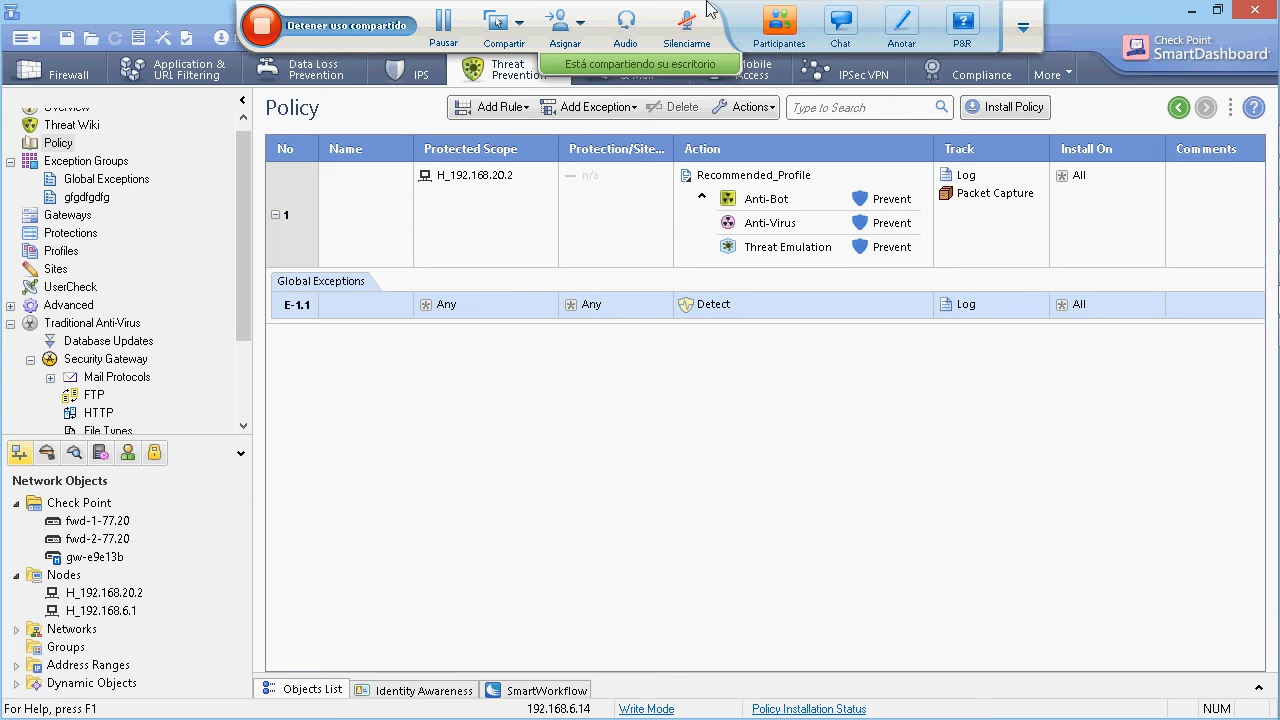 Detener uso compartido
Pausar
Compartir
Asignar
Audio
Silenciarme
Participantes
Chat
Anotar
P&R
Está compartiendo su escritorio
Check Point
SmartDashboard
Firewall
Application &
URL Filtering
Data Loss
Prevention
IPS
Threat
Prevention
Mobile
Access
IPSec VPN
Compliance
More
Overview
Threat Wiki
Policy
Exception Groups
Global Exceptions
gfgdfgdfg
Gateways
Protections
Profiles
Sites
UserCheck
Advanced
Traditional Anti-Virus
Database Updates
Security Gateway
Mail Protocols
FTP
HTTP
File Types
Network Objects
Check Point
fwd-1-77.20
fwd-2-77.20
gw-e9e13b
Nodes
H_192.168.20.2
H_192.168.6.1
Networks
Groups
Address Ranges
Dynamic Objects
Policy
Add Rule
Add Exception
Delete
Actions
Type to Search
Install Policy
No Name Protected Scope Protection/Site... Action Track Install On Comments
1 H_192.168.20.2 n/a Recommended_Profile Log All
Packet Capture
Anti-Bot Prevent
Anti-Virus Prevent
Threat Emulation Prevent
Global Exceptions
E-1.1 Any Any Detect Log All
Objects List
Identity Awareness
SmartWorkflow
For Help, press F1
192.168.6.14
Write Mode
Policy Installation Status
NUM